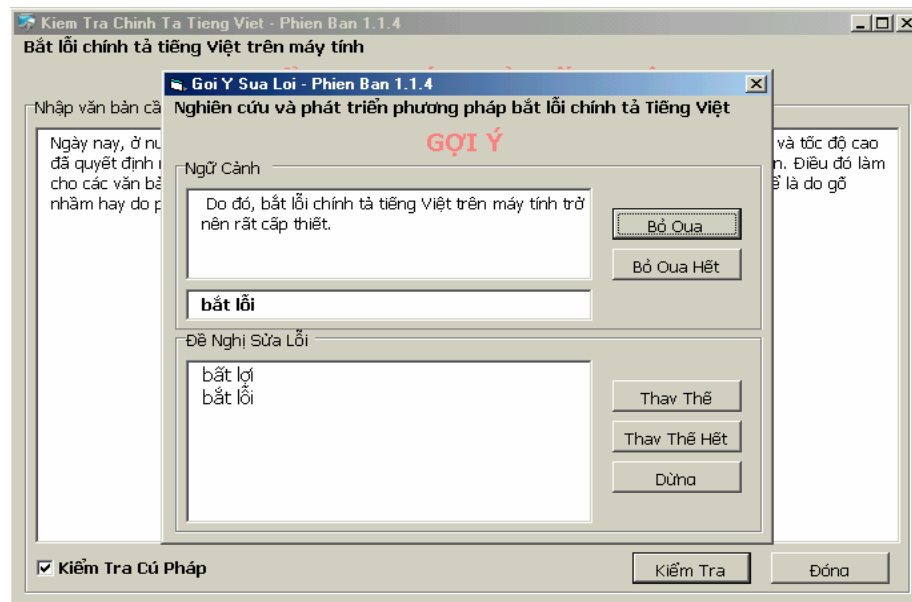 Kiem Tra Chinh Ta Tieng Viet - Phien Ban 1.1.4
Bắt lỗi chính tả tiếng Việt trên máy tính
Nhập văn bản
Ngày nay, ở
và tốc độ cao
đã quyết định
Điều đó làm
cho các văn
là do gõ
nhầm hay do
Goi Y Sua Loi - Phien Ban 1.1.4
Nghiên cứu và phát triển phương pháp bắt lỗi chính tả Tiếng Việt
GỢI Ý
Ngữ Cảnh
Do đó, bắt lỗi chính tả tiếng Việt trên máy tính trở
nên rất cấp thiết.
Bỏ Qua
Bỏ Qua Hết
bắt lỗi
Đề Nghị Sửa Lỗi
bất lợi
bắt lỗi
Thay Thế
Thay Thế Hết
Dừng
Kiểm Tra Cú Pháp
Kiểm Tra
Đóng